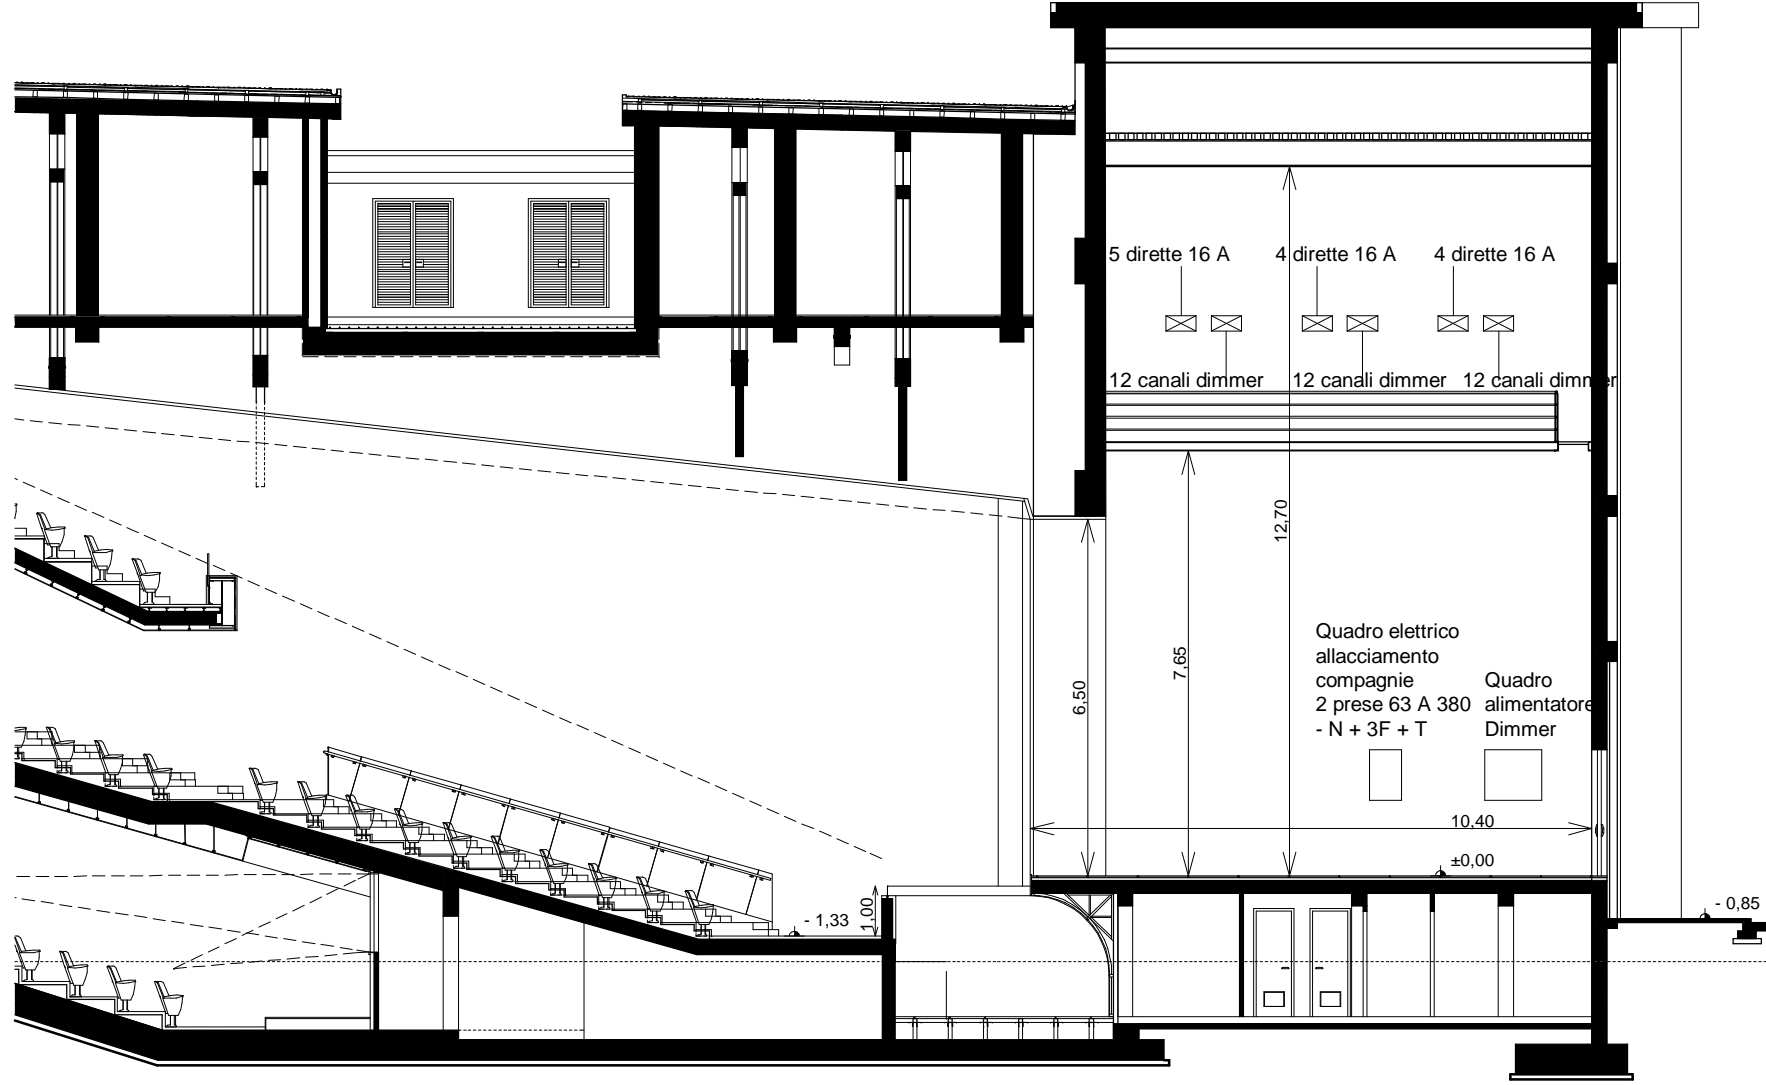 5 dirette 16 A
4 dirette 16 A
4 dirette 16 A
12 canali dimmer
12 canali dimmer
12 canali dimmer
12,70
7,65
6,50
Quadro elettrico
allacciamento
compagnie
2 prese 63 A 380
- N + 3F + T
Quadro
alimentatore
Dimmer
10,40
±0,00
- 1,33
1,00
- 0,85